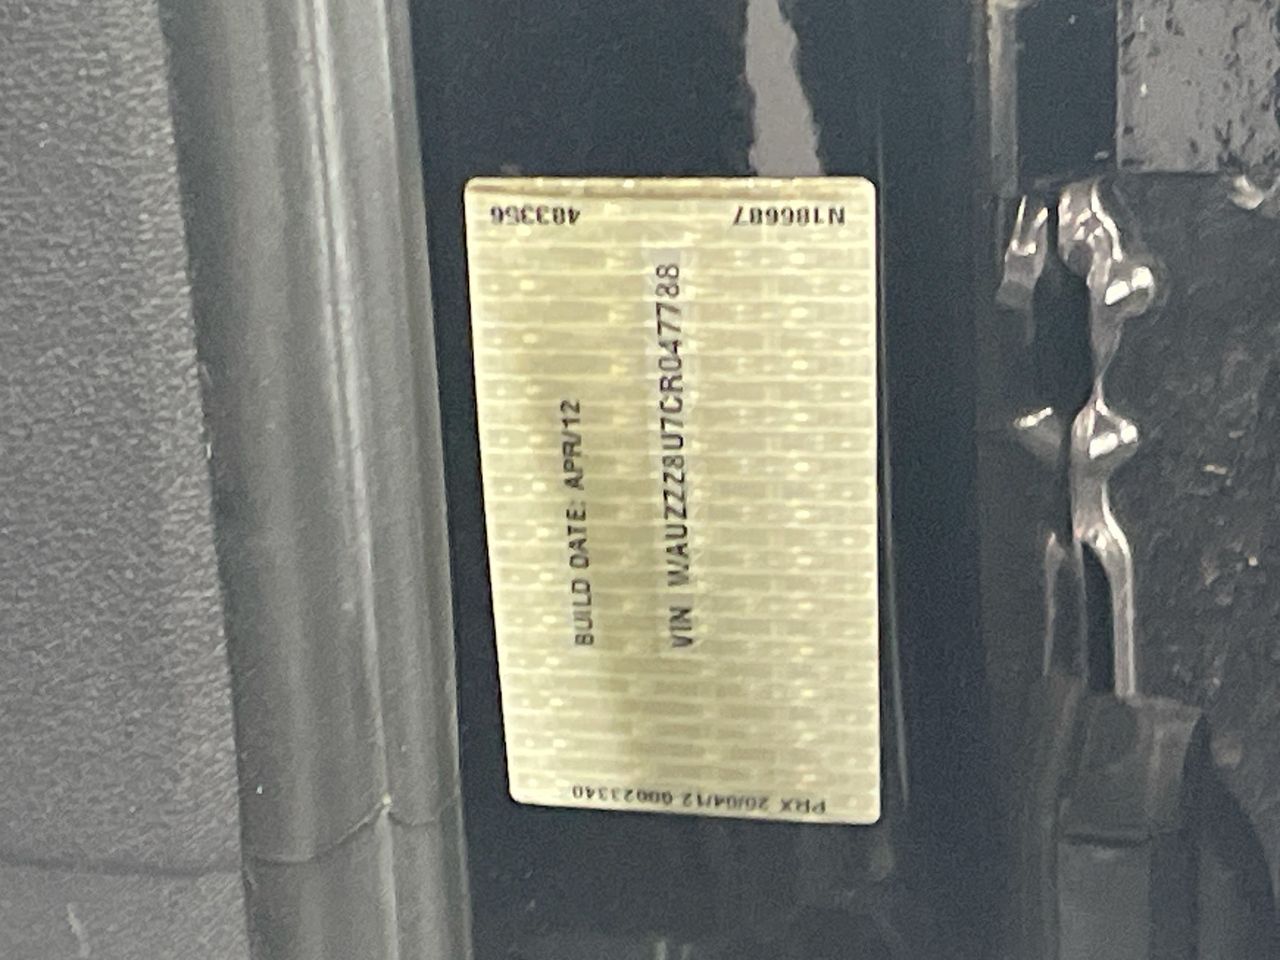 BUILD DATE: APR/12
VIN WAUZZZ8U7CR047788
N186687
483356
PRX 20/04/12 00023340